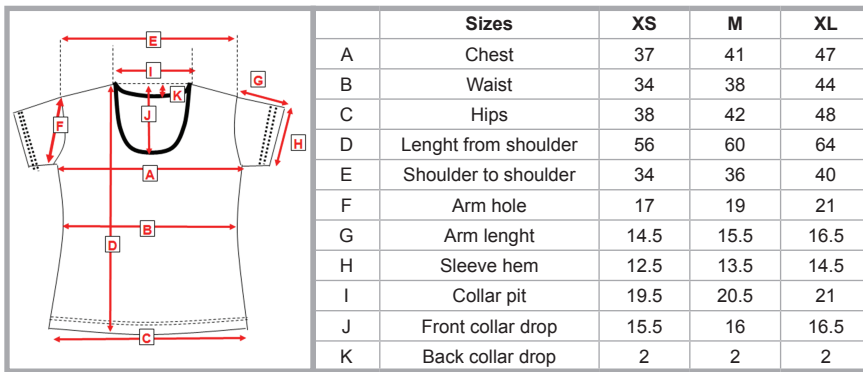 E
I
G
K
J
F
H
A
B
D
C
Sizes XS M XL
A Chest 37 41 47
B Waist 34 38 44
C Hips 38 42 48
D Lenght from shoulder 56 60 64
E Shoulder to shoulder 34 36 40
F Arm hole 17 19 21
G Arm lenght 14.5 15.5 16.5
H Sleeve hem 12.5 13.5 14.5
I Collar pit 19.5 20.5 21
J Front collar drop 15.5 16 16.5
K Back collar drop 2 2 2